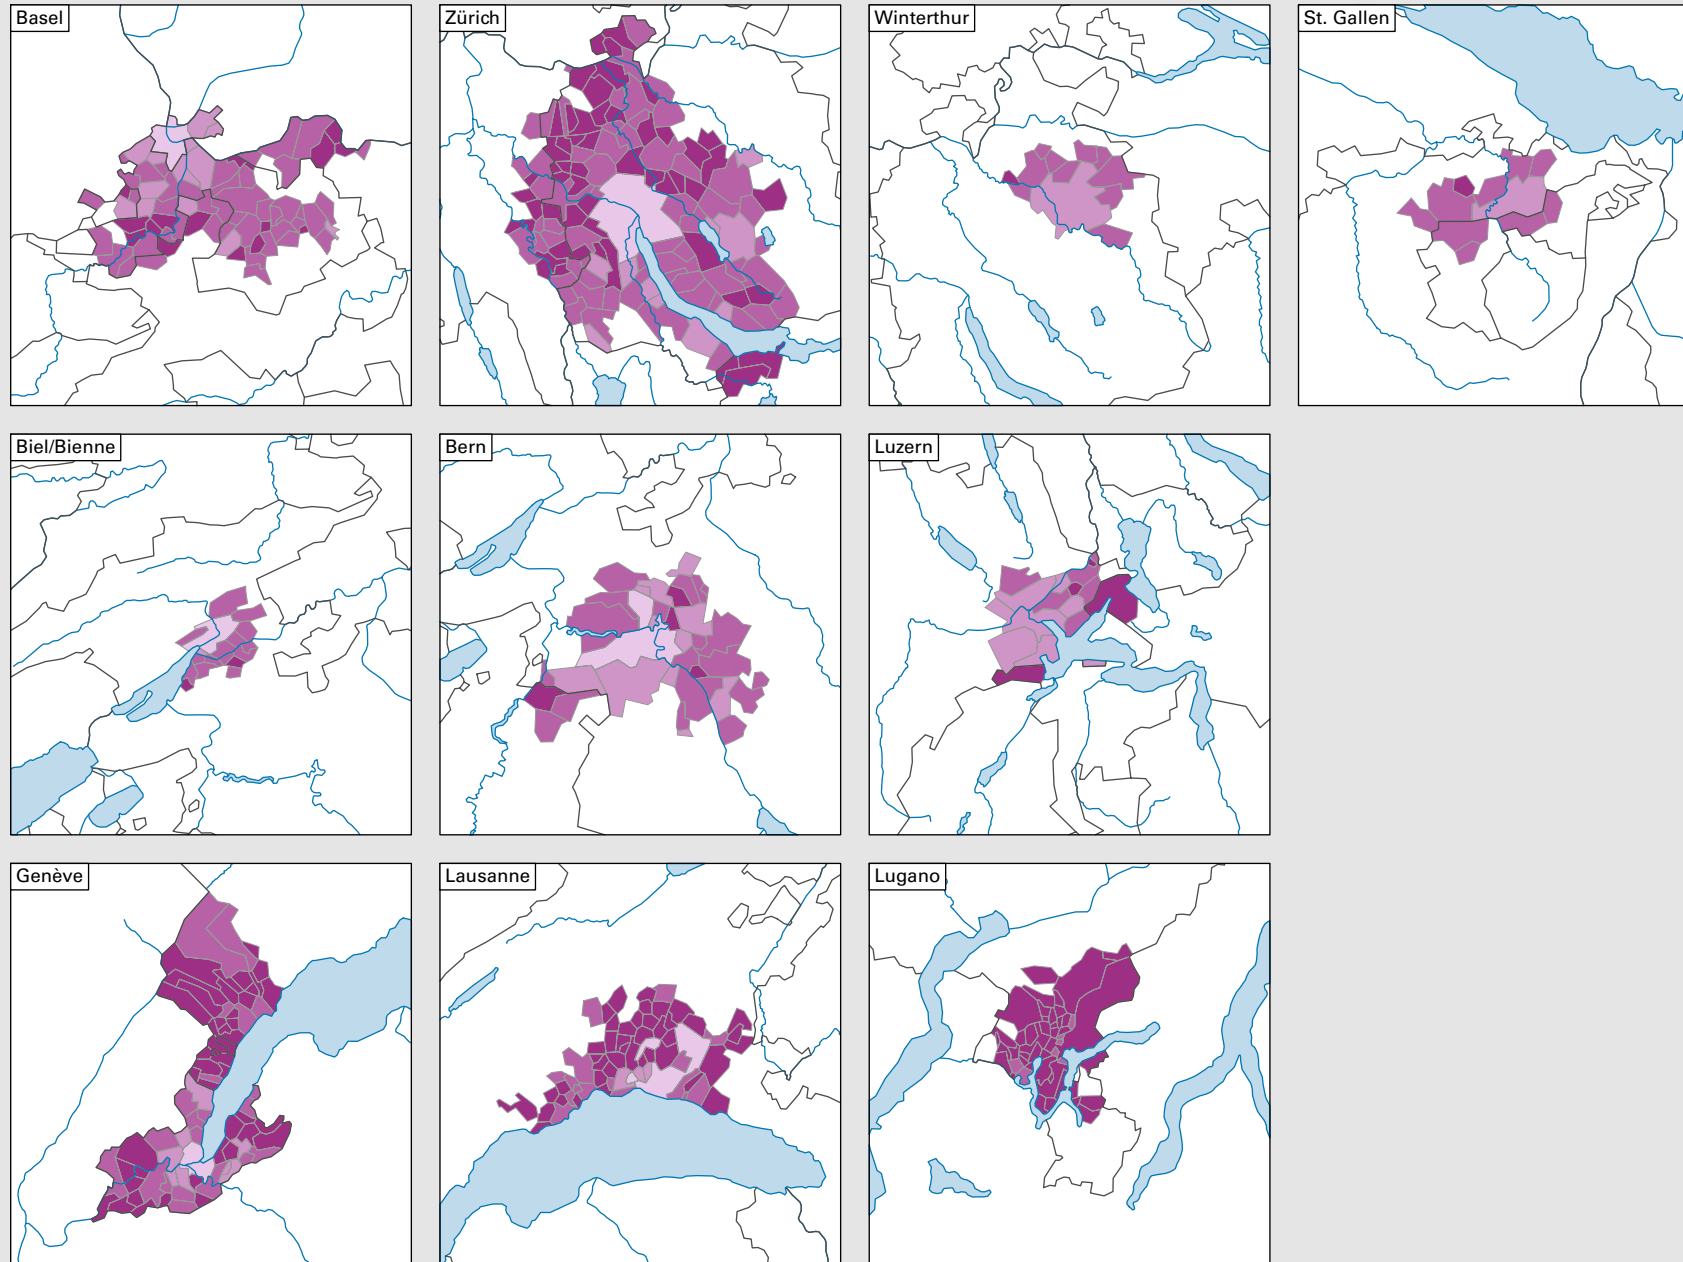 Basel
Zürich
Winterthur
St. Gallen
Biel/Bienne
Bern
Luzern
Genève
Lausanne
Lugano